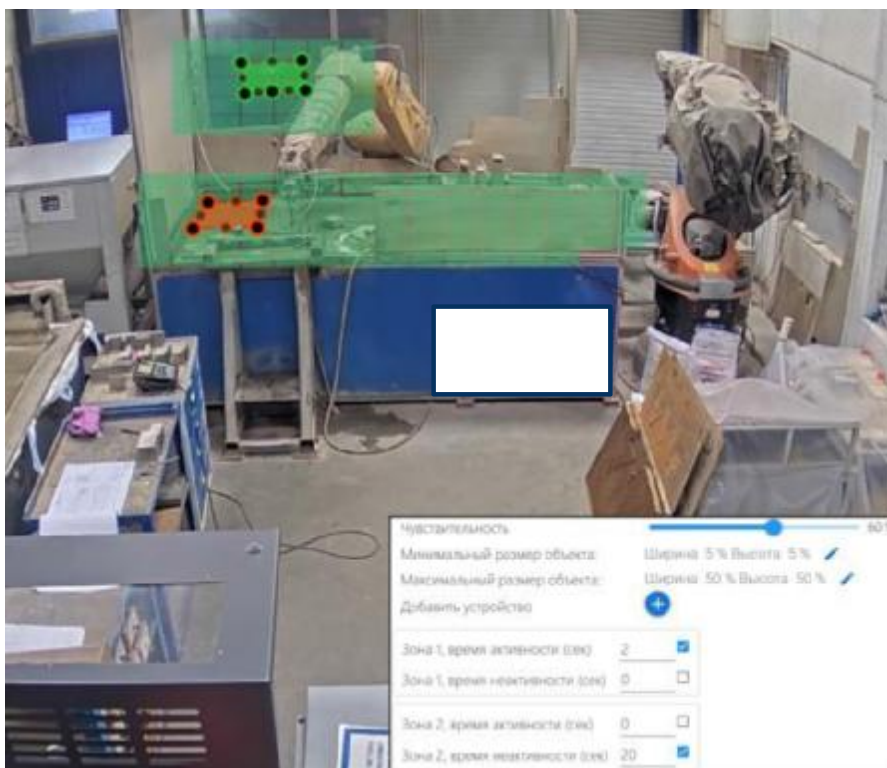 Чувствительность 60
Минимальный размер объекта: Ширина 5 % Высота 5 %
Максимальный размер объекта: Ширина 50 % Высота 50 %
Добавить устройство
Зона 1, время активности (сек) 2
Зона 1, время неактивности (сек) 0
Зона 2, время активности (сек) 0
Зона 2, время неактивности (сек) 20